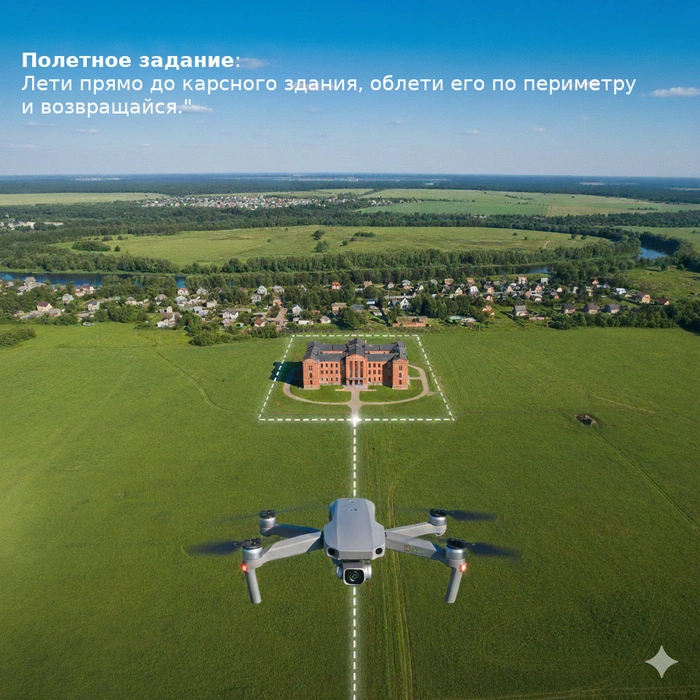 Полетное задание:
Лети прямо до карсного здания, облети его по периметру
и возвращайся."